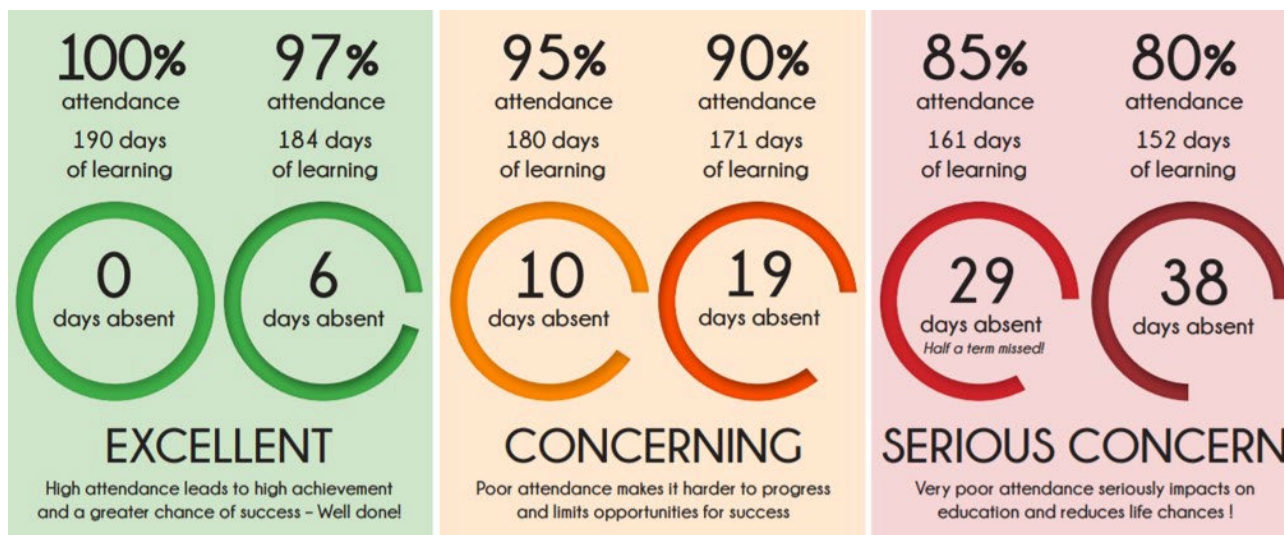 100%
attendance
190 days
of learning
0
days absent
97%
attendance
184 days
of learning
6
days absent
EXCELLENT
High attendance leads to high achievement
and a greater chance of success – Well done!
95%
attendance
180 days
of learning
10
days absent
90%
attendance
171 days
of learning
19
days absent
CONCERNING
Poor attendance makes it harder to progress
and limits opportunities for success
85%
attendance
161 days
of learning
29
days absent
Half a term missed!
80%
attendance
152 days
of learning
38
days absent
SERIOUS CONCERN
Very poor attendance seriously impacts on
education and reduces life chances !